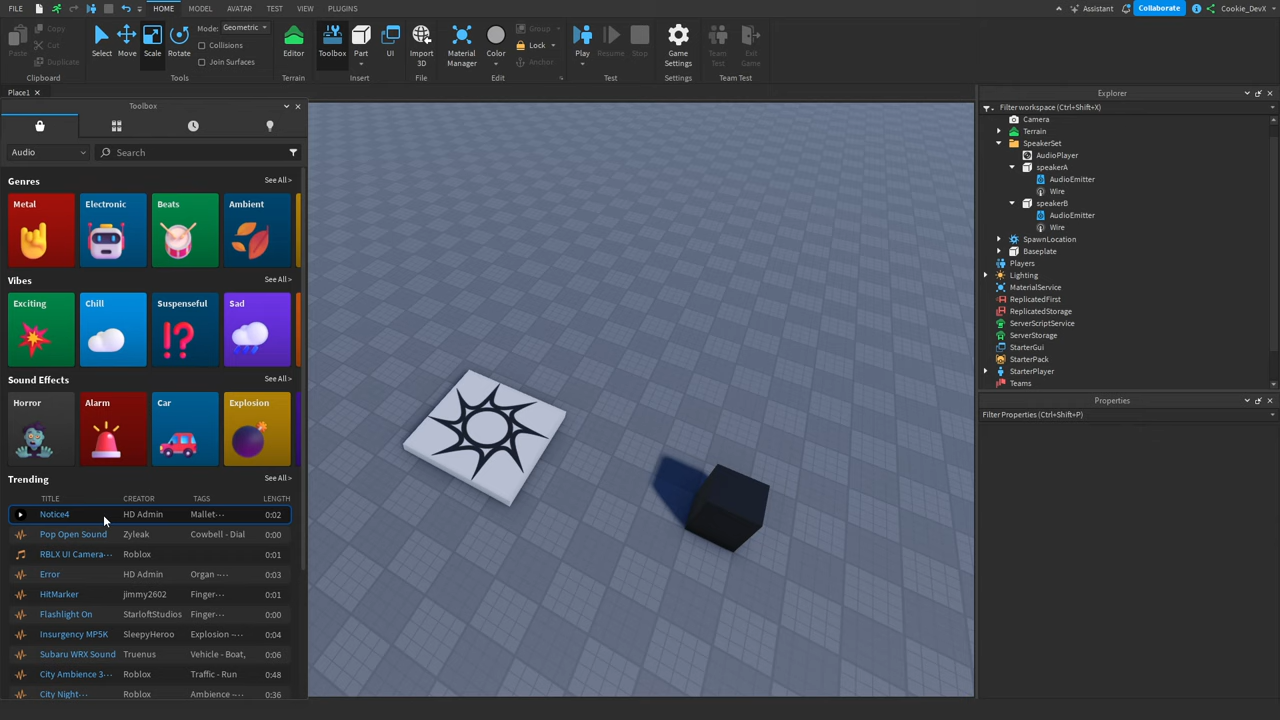 FILE HOME MODEL AVATAR TEST VIEW PLUGINS Assistant Collaborate Cookie_DevX
Paste Copy Cut Duplicate
Clipboard
Select Move Scale Rotate Mode: Geometric
Collisions
Join Surfaces
Tools
Editor
Terrain
Toolbox Part UI
Insert
Import 3D
File
Material Manager Color Group Lock Anchor
Edit
Play Resume Stop
Test
Game Settings
Settings
Team Test Exit Game
Team Test
Place1
Toolbox
Audio Search
Genres See All >
Metal Electronic Beats Ambient
Vibes See All >
Exciting Chill Suspenseful Sad
Sound Effects See All >
Horror Alarm Car Explosion
Trending See All >
TITLE CREATOR TAGS LENGTH
Notice4 HD Admin Mallet··· 0:02
Pop Open Sound Zyleak Cowbell - Dial 0:00
RBLX UI Camera··· Roblox 0:01
Error HD Admin Organ -··· 0:03
HitMarker jimmy2602 Finger··· 0:01
Flashlight On StarloftStudios Finger··· 0:00
Insurgency MP5K SleepyHeroo Explosion -··· 0:04
Subaru WRX Sound Truenus Vehicle - Boat, 0:06
City Ambience 3··· Roblox Traffic - Run 0:48
City Night··· Roblox Ambience -··· 0:36
Explorer
Filter workspace (Ctrl+Shift+X)
Camera
Terrain
SpeakerSet
AudioPlayer
speakerA
AudioEmitter
Wire
speakerB
AudioEmitter
Wire
SpawnLocation
Baseplate
Players
Lighting
MaterialService
ReplicatedFirst
ReplicatedStorage
ServerScriptService
ServerStorage
StarterGui
StarterPack
StarterPlayer
Teams
Properties
Filter Properties (Ctrl+Shift+P)